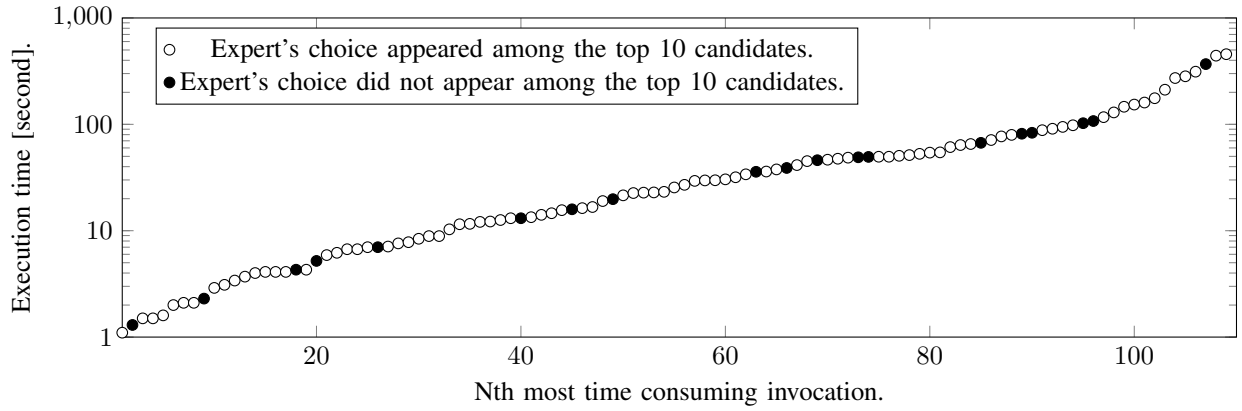 1,000
Expert's choice appeared among the top 10 candidates.
Expert's choice did not appear among the top 10 candidates.
100
10
1
Execution time [second].
20 40 60 80 100
Nth most time consuming invocation.